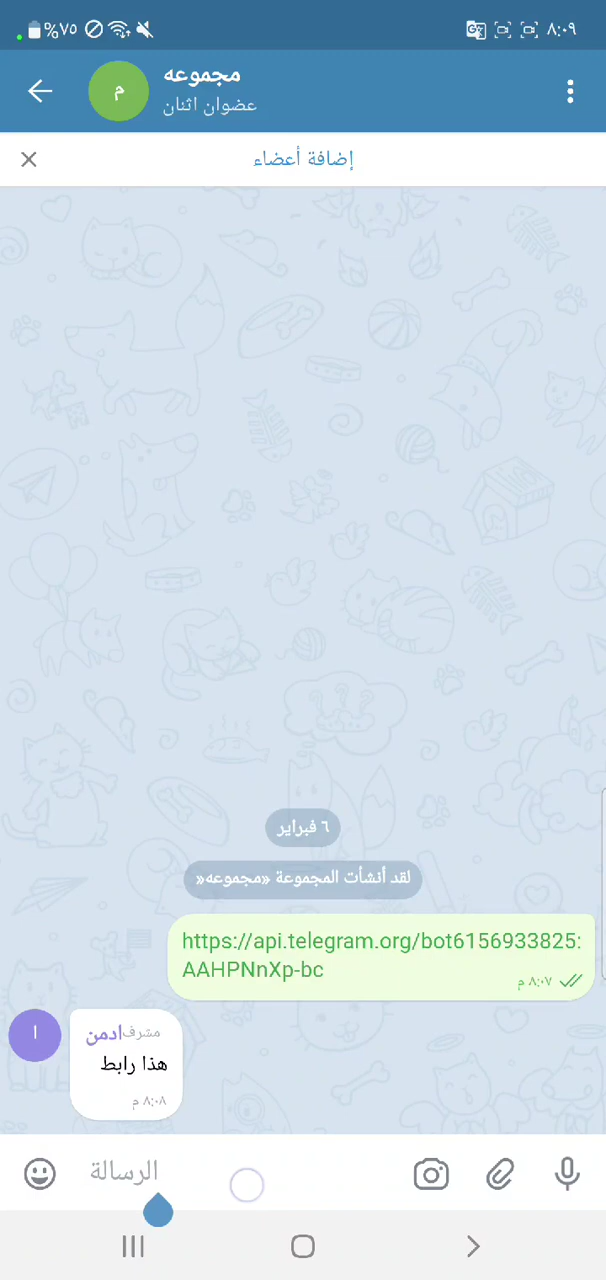 %٧٥
٨:٠٩
م
مجموعه
عضوان اثنان
إضافة أعضاء
٦ فبراير
لقد أنشأت المجموعة «مجموعه»
https://api.telegram.org/bot6156933825:
AAHPNnXp-bc
٨:٠٧ م
ا
ادمن مشرف
هذا رابط
٨:٠٨ م
الرسالة